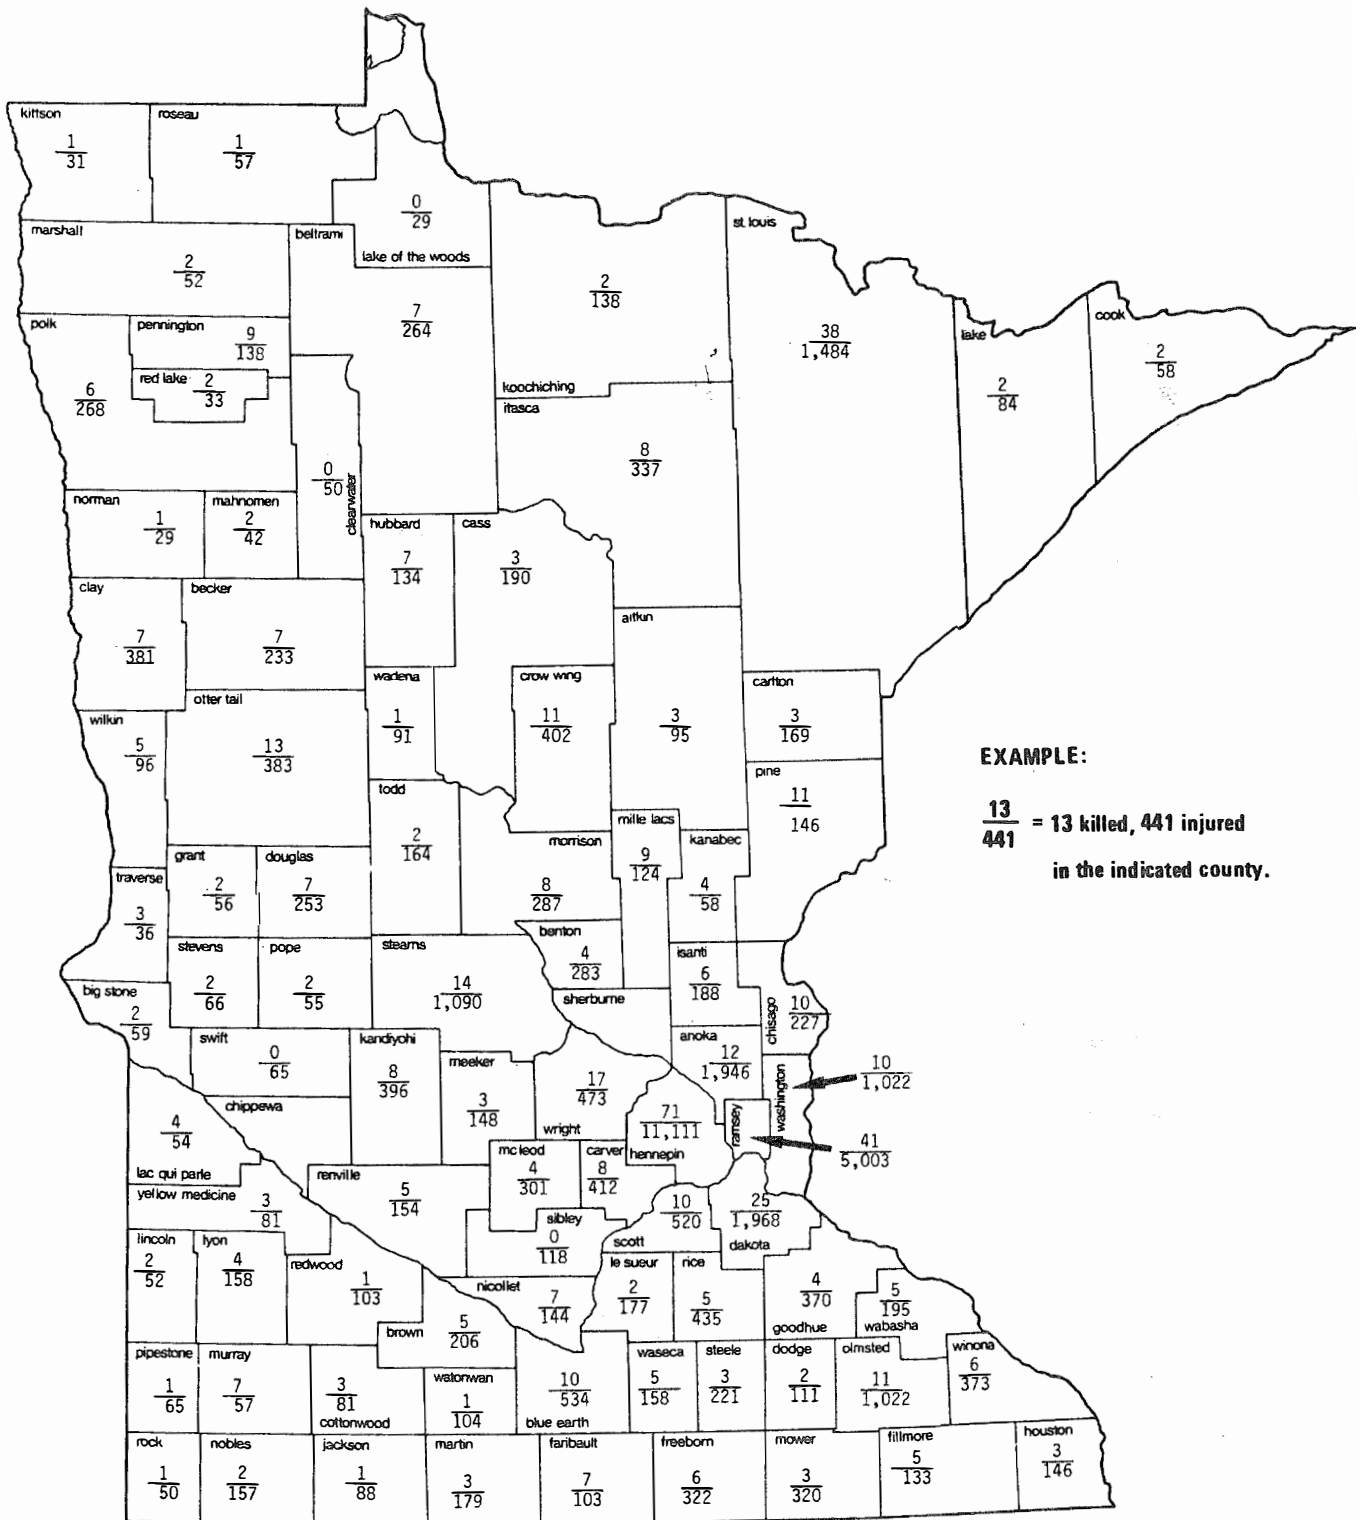 kittson
1
31
roseau
1
57
0
29
lake of the woods
marshall
2
52
beltrami
7
264
2
138
koochiching
st. louis
38
1,484
lake
2
84
cook
2
58
polk
6
268
pennington
9
138
red lake
2
33
0
50
clearwater
itasca
8
337
norman
1
29
mahnomen
2
42
hubbard
7
134
cass
3
190
clay
7
381
becker
7
233
aitkin
3
95
wadena
1
91
crow wing
11
402
carlton
3
169
wilkin
5
96
otter tail
13
383
pine
11
146
EXAMPLE:
13
441
= 13 killed, 441 injured
in the indicated county.
todd
2
164
morrison
8
287
mille lacs
9
124
kanabec
4
58
grant
2
56
douglas
7
253
traverse
3
36
stevens
2
66
pope
2
55
stearns
14
1,090
benton
4
283
sherburne
isanti
6
188
chisago
10
227
big stone
2
59
swift
0
65
kandiyohi
8
396
meeker
3
148
17
473
wright
anoka
12
1,946
washington
10
1,022
chippewa
4
54
lac qui parle
71
11,111
hennepin
ramsey
41
5,003
mc leod
4
301
carver
8
412
renville
5
154
yellow medicine
3
81
sibley
0
118
10
520
scott
25
1,968
dakota
lincoln
2
52
lyon
4
158
redwood
1
103
nicollet
7
144
le sueur
2
177
rice
5
435
4
370
goodhue
5
195
wabasha
brown
5
206
pipestone
1
65
murray
7
57
3
81
cottonwood
watonwan
1
104
10
534
blue earth
waseca
5
158
steele
3
221
dodge
2
111
olmsted
11
1,022
winona
6
373
rock
1
50
nobles
2
157
jackson
1
88
martin
3
179
faribault
7
103
freeborn
6
322
mower
3
320
fillmore
5
133
houston
3
146